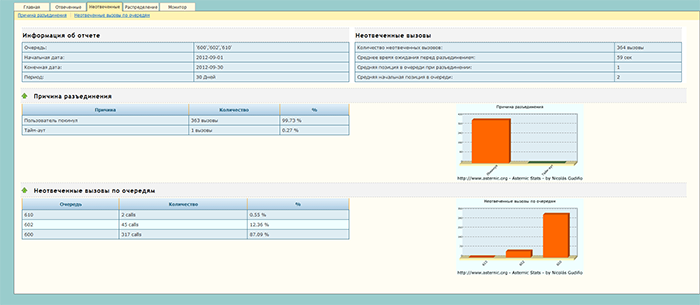 Главная Отвеченные Неотвеченные Распределение Монитор
Причина разъединения Неотвеченные вызовы по очередям
Информация об отчете
Очередь: '600','602','610'
Начальная дата: 2012-09-01
Конечная дата: 2012-09-30
Период: 30 Дней
Неотвеченные вызовы
Количество неотвеченных вызовов: 364 вызовы
Среднее время ожидания перед разъединением: 59 сек
Средняя позиция в очереди при разъединении: 1
Средняя начальная позиция в очереди: 2
Причина разъединения
Причина Количество %
Пользователь покинул 363 вызовы 99.73 %
Тайм-аут 1 вызовы 0.27 %
Причина разъединения
http://www.asternic.org - Asternic Stats - by Nicolás Gudiño
Неотвеченные вызовы по очередям
Очередь Количество %
610 2 calls 0.55 %
602 45 calls 12.36 %
600 317 calls 87.09 %
Неотвеченные вызовы по очередям
610 602 600
http://www.asternic.org - Asternic Stats - by Nicolás Gudiño